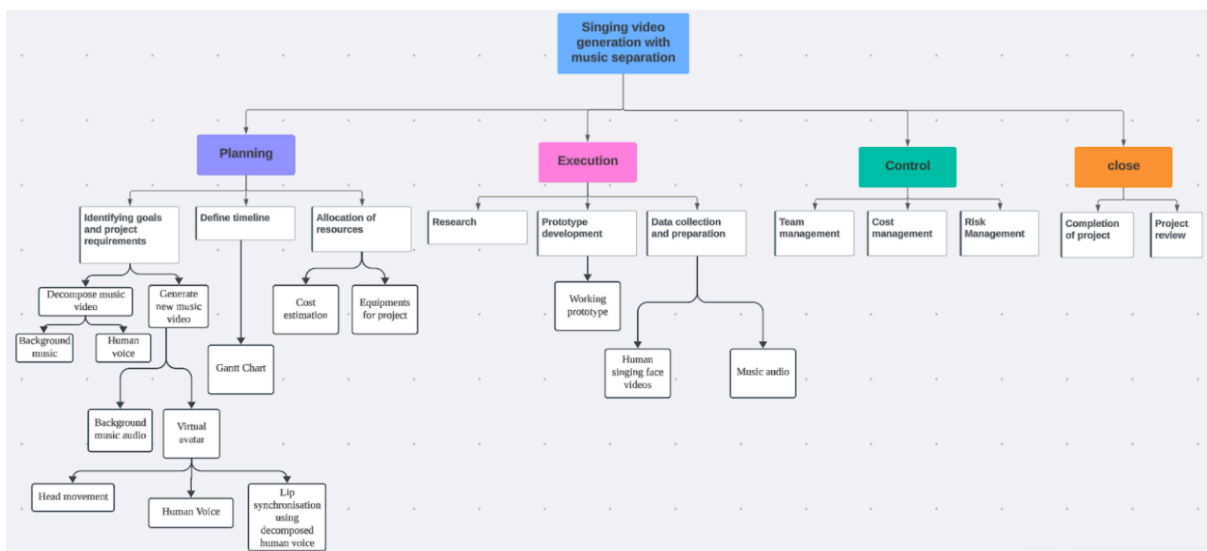 Singing video
generation with
music separation
Planning
Execution
Control
close
Identifying goals
and project
requirements
Define timeline
Allocation of
resources
Research
Prototype
development
Data collection
and preparation
Team
management
Cost
management
Risk
Management
Completion
of project
Project
review
Decompose music
video
Generate
new music
video
Cost
estimation
Equipments
for project
Working
prototype
Background
music
Human
voice
Gantt Chart
Human
singing face
videos
Music audio
Background
music audio
Virtual
avatar
Head movement
Human Voice
Lip
synchronisation
using
decomposed
human voice